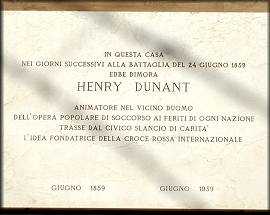 IN QUESTA CASA
NEI GIORNI SUCCESSIVI ALLA BATTAGLIA DEL 24 GIUGNO 1859
EBBE DIMORA
HENRY DUNANT
ANIMATORE NEL VICINO DUOMO
DELL'OPERA POPOLARE DI SOCCORSO AI FERITI DI OGNI NAZIONE
TRASSE DAL CIVICO SLANCIO DI CARITA'
L'IDEA FONDATRICE DELLA CROCE ROSSA INTERNAZIONALE
GIUGNO 1859 GIUGNO 1959